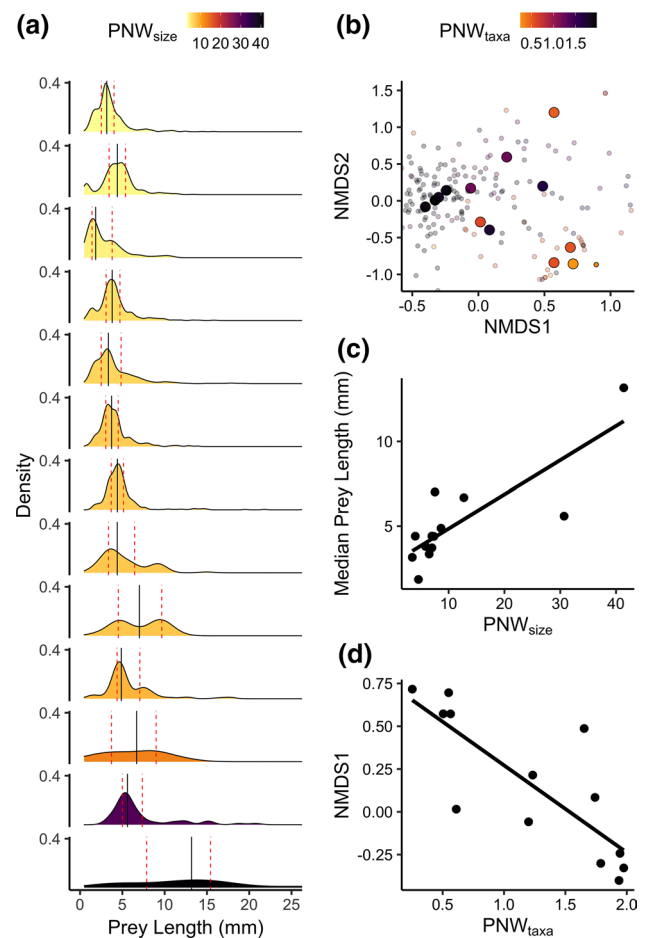 (a)
PNWsize
10 20 30 40
0.4
0.4
0.4
0.4
0.4
0.4
0.4
0.4
0.4
0.4
0.4
0.4
0.4
Density
0 5 10 15 20 25
Prey Length (mm)
(b)
PNWtaxa
0.51.01.5
1.5
1.0
0.5
0.0
-0.5
-1.0
NMDS2
-0.5 0.0 0.5 1.0
NMDS1
(c)
10
5
Median Prey Length (mm)
10 20 30 40
PNWsize
(d)
0.75
0.50
0.25
0.00
-0.25
NMDS1
0.5 1.0 1.5 2.0
PNWtaxa